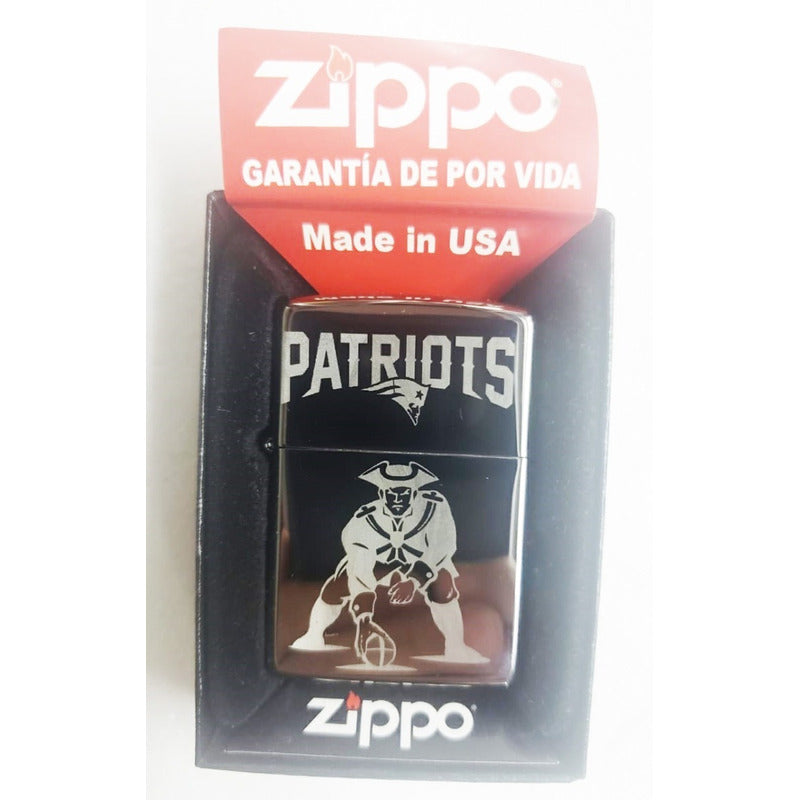 zippo®
GARANTÍA DE POR VIDA
Made in USA
PATRIOTS
zippo®